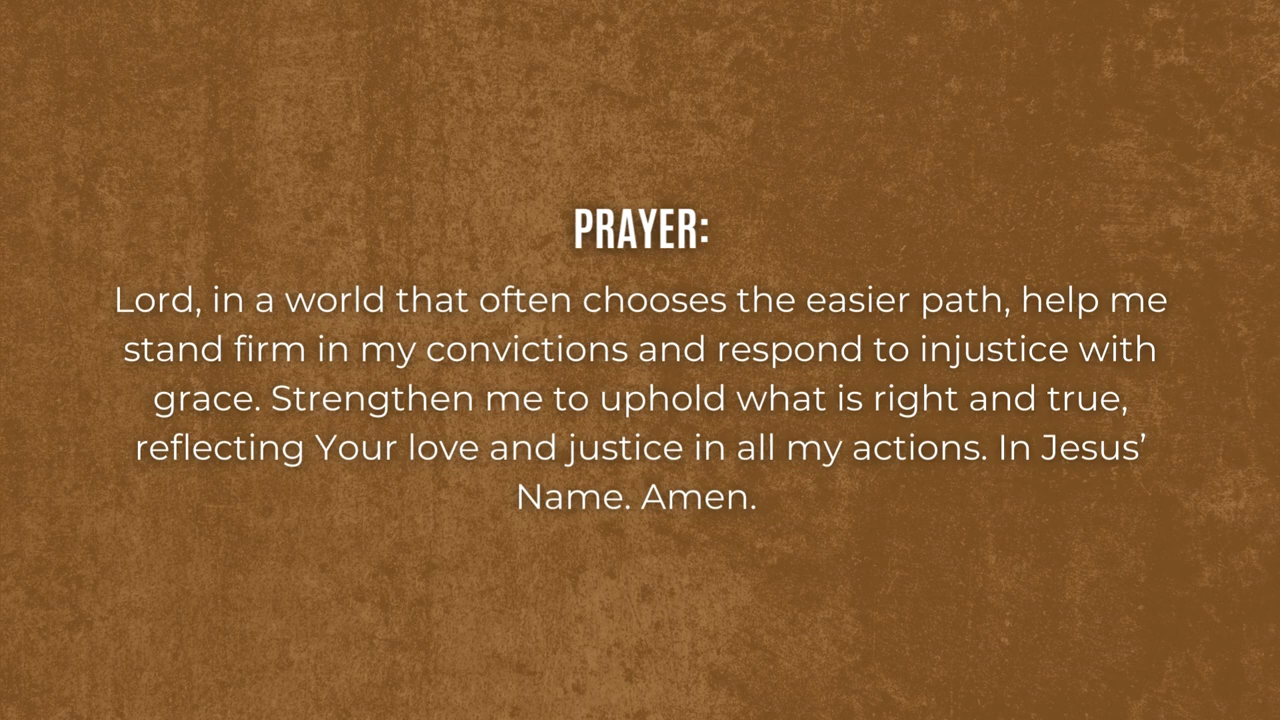 PRAYER:
Lord, in a world that often chooses the easier path, help me
stand firm in my convictions and respond to injustice with
grace. Strengthen me to uphold what is right and true,
reflecting Your love and justice in all my actions. In Jesus’
Name. Amen.